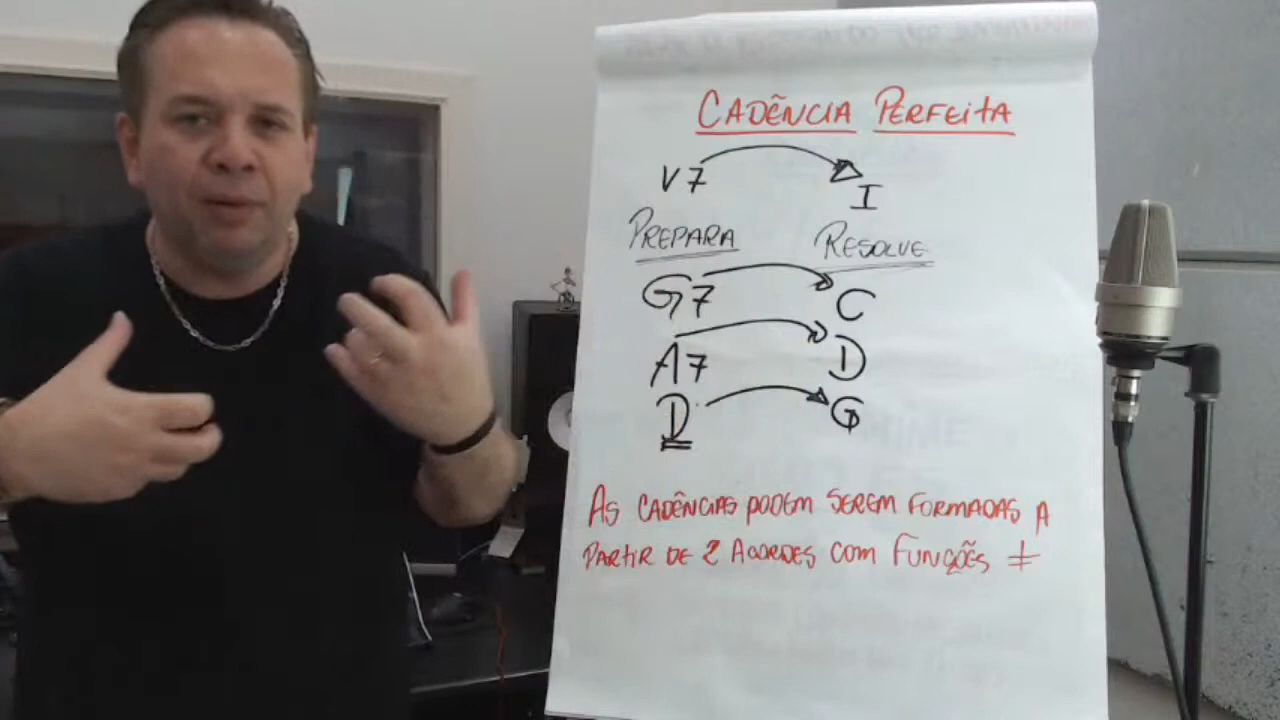 CADÊNCIA PERFEITA
V7 I
PREPARA RESOLVE
G7 C
A7 D
D G
AS CADÊNCIAS PODEM SEREM FORMADAS A
PARTIR DE 2 ACORDES COM FUNÇÕES ≠